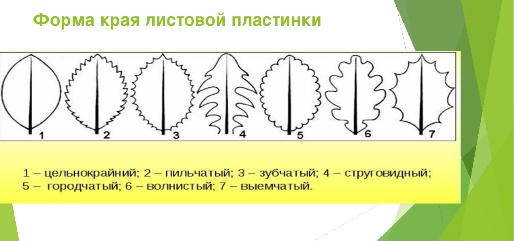 Форма края листовой пластинки
1 2 3 4 5 6 7
1 – цельнокрайний; 2 – пильчатый; 3 – зубчатый; 4 – струговидный;
5 – городчатый; 6 – волнистый; 7 – выемчатый.